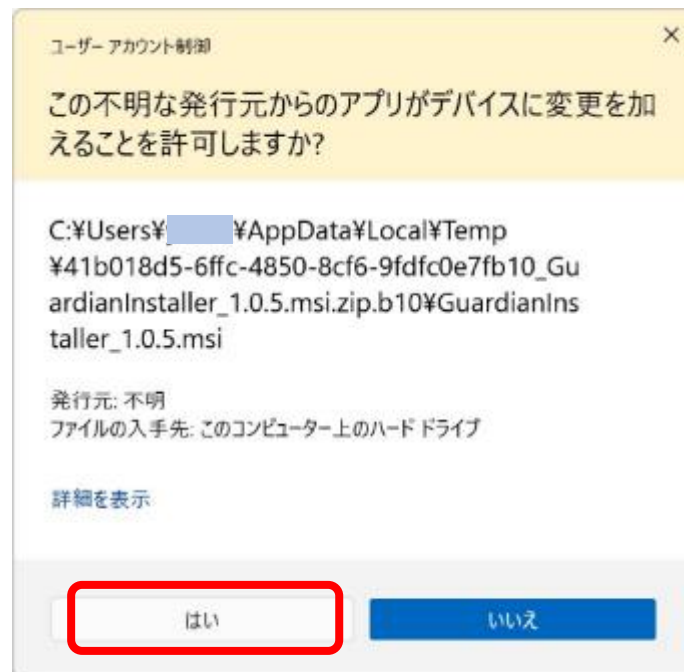 ユーザー アカウント制御
この不明な発行元からのアプリがデバイスに変更を加
えることを許可しますか?
C:¥Users¥ ¥AppData¥Local¥Temp
¥41b018d5-6ffc-4850-8cf6-9fdfc0e7fb10_Gu
ardianInstaller_1.0.5.msi.zip.b10¥GuardianIns
taller_1.0.5.msi
発行元: 不明
ファイルの入手先: このコンピューター上のハード ドライブ
詳細を表示
はい
いいえ